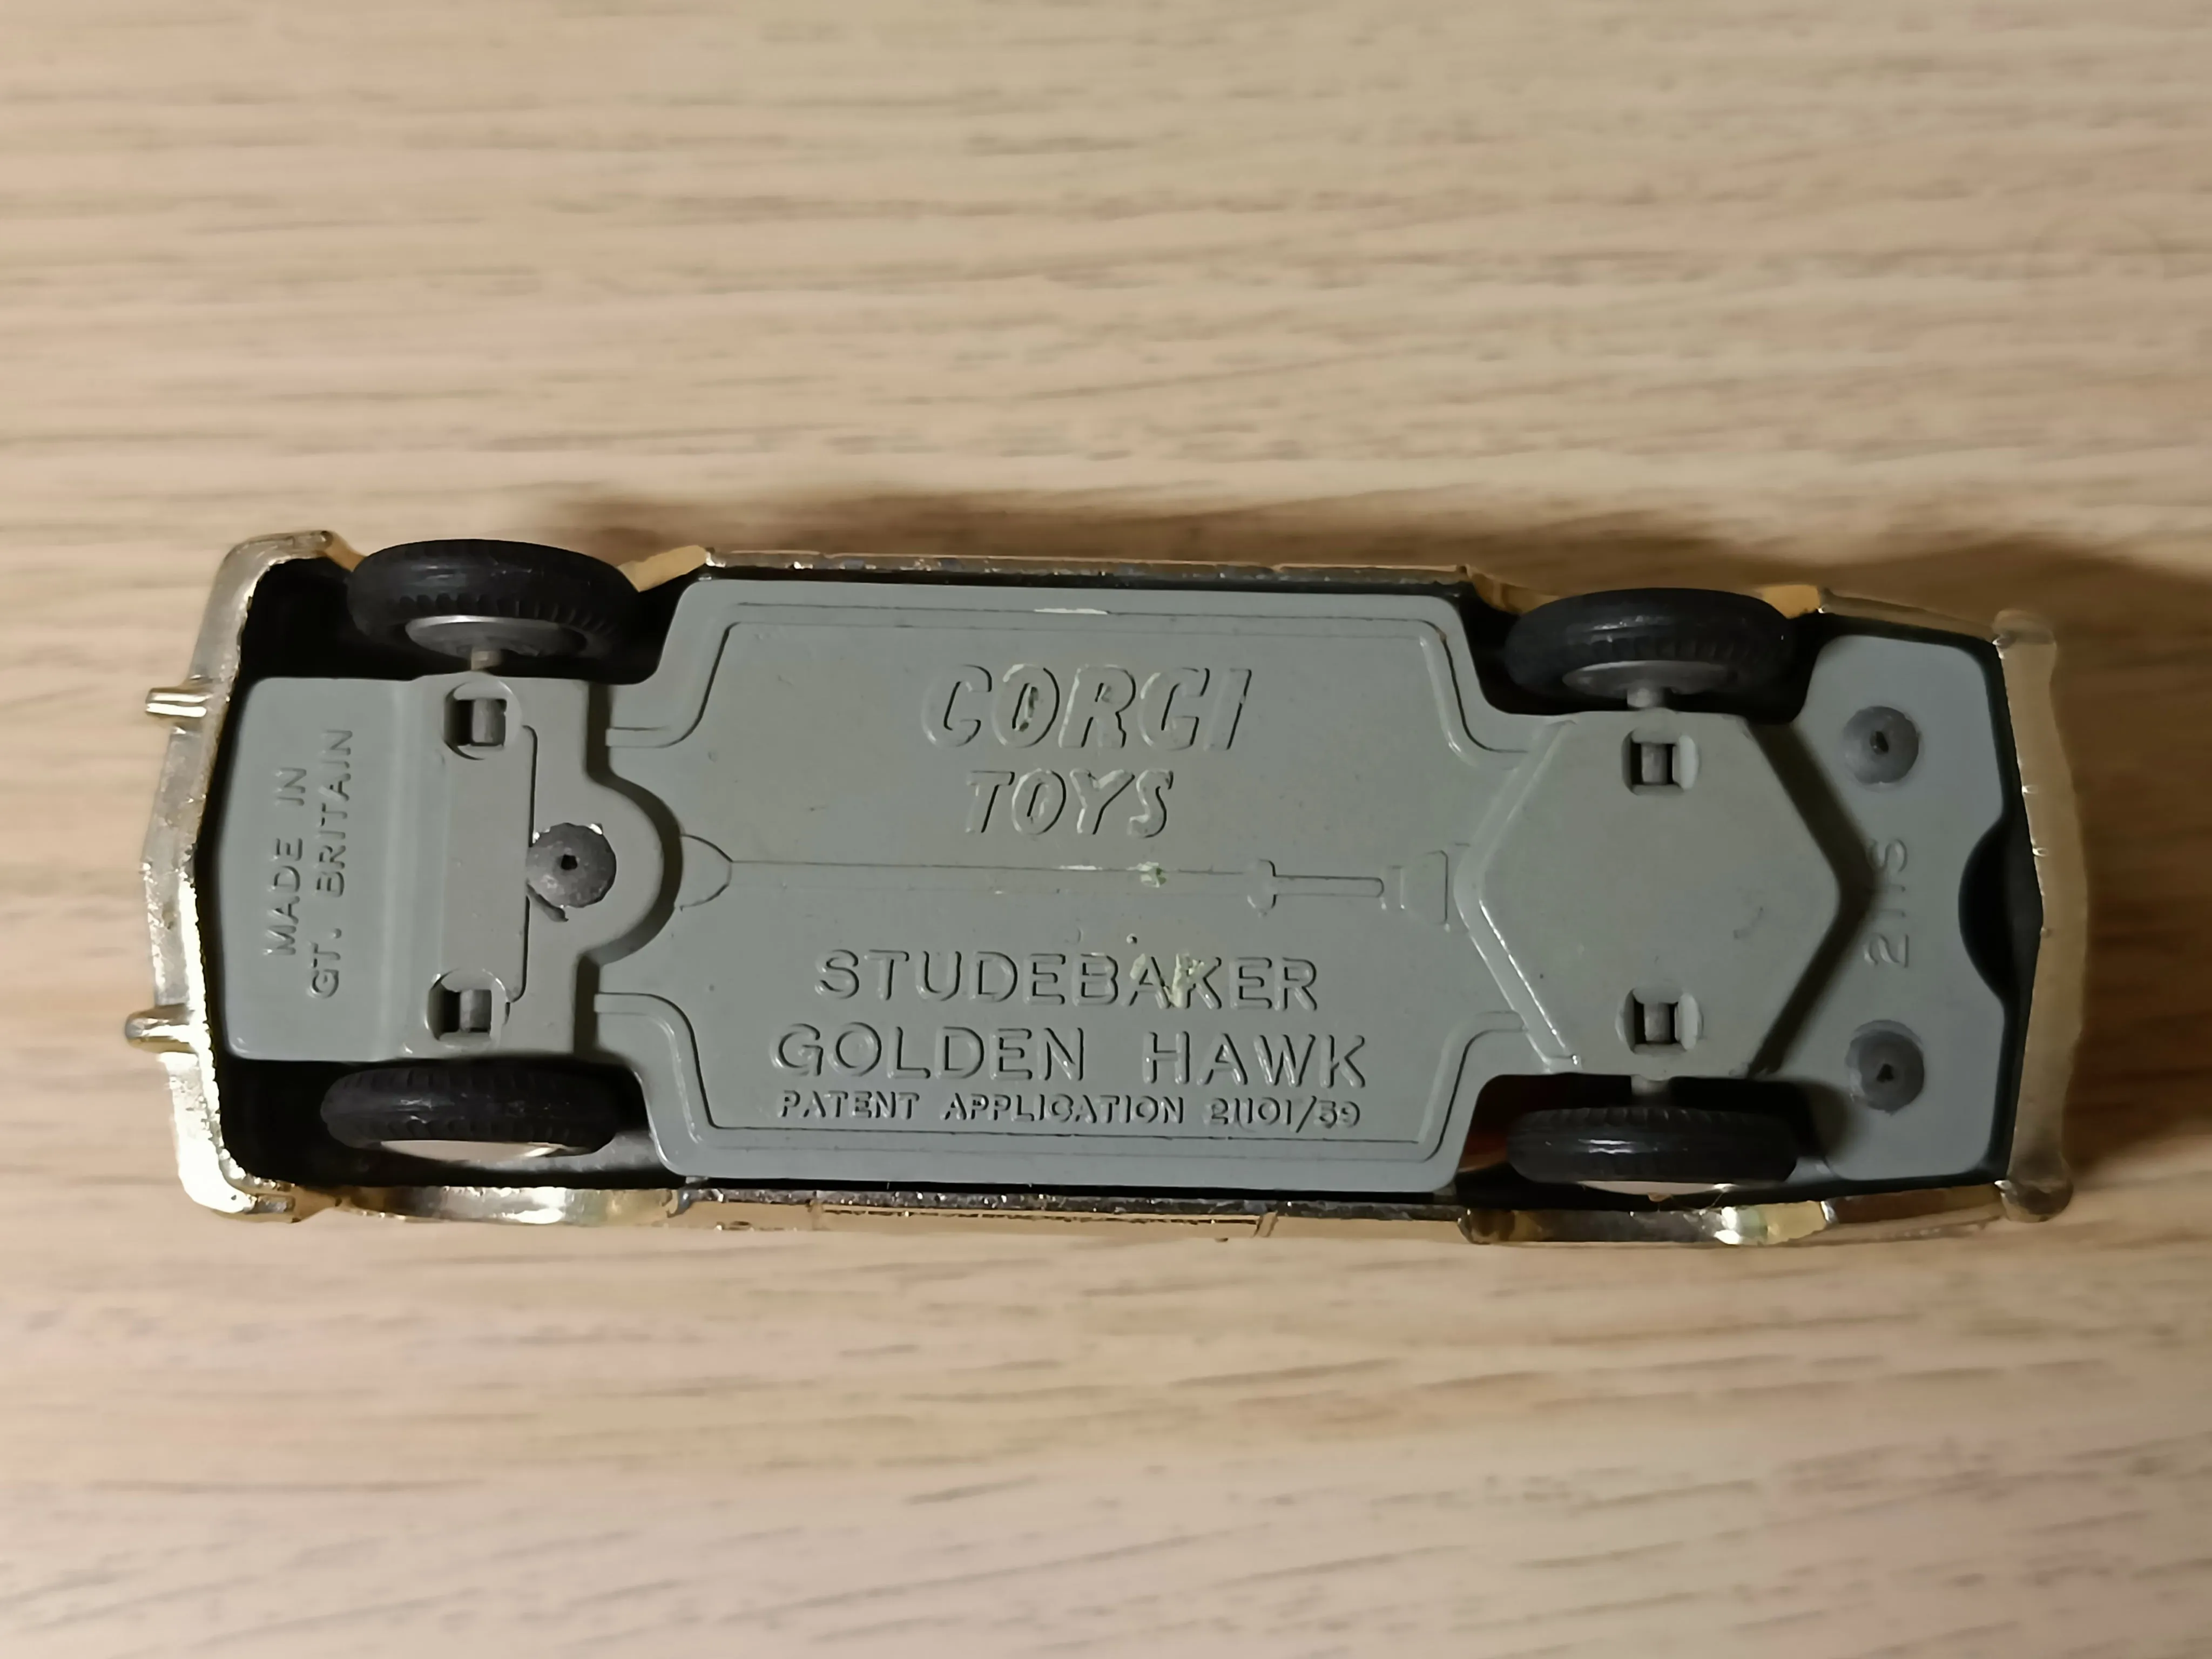 MADE IN
GT. BRITAIN
CORGI
TOYS
STUDEBAKER
GOLDEN HAWK
PATENT APPLICATION 21101/59
211S